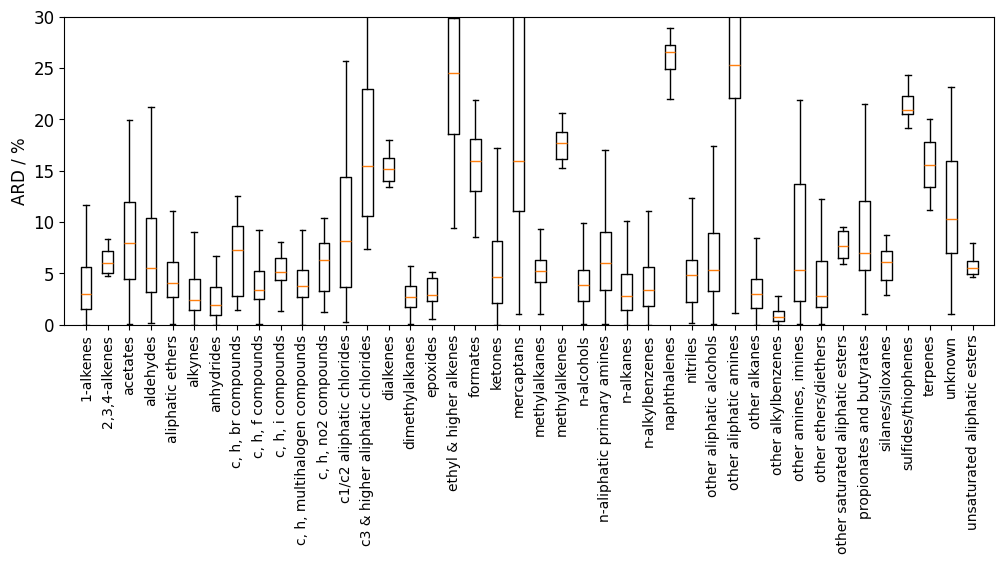 ARD / %
30
25
20
15
10
5
0
1-alkenes
2,3,4-alkenes
acetates
aldehydes
aliphatic ethers
alkynes
anhydrides
c, h, br compounds
c, h, f compounds
c, h, i compounds
c, h, multihalogen compounds
c, h, no2 compounds
c1/c2 aliphatic chlorides
c3 & higher aliphatic chlorides
dialkenes
dimethylalkanes
epoxides
ethyl & higher alkenes
formates
ketones
mercaptans
methylalkanes
methylalkenes
n-alcohols
n-aliphatic primary amines
n-alkanes
n-alkylbenzenes
naphthalenes
nitriles
other aliphatic alcohols
other aliphatic amines
other alkanes
other alkylbenzenes
other amines, imines
other ethers/diethers
other saturated aliphatic esters
propionates and butyrates
silanes/siloxanes
sulfides/thiophenes
terpenes
unknown
unsaturated aliphatic esters